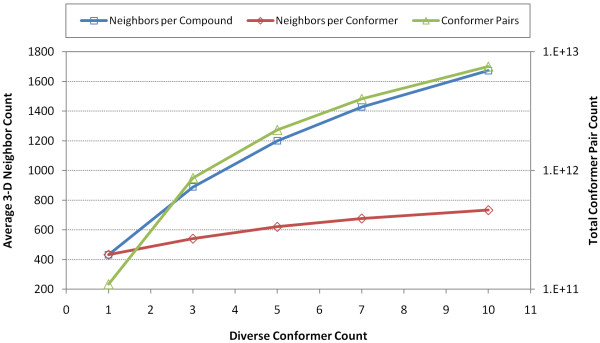 Neighbors per Compound Neighbors per Conformer Conformer Pairs
1800 1.E+13
1600
1400
1200
1000 1.E+12
800
600
400
200 1.E+11
0 1 2 3 4 5 6 7 8 9 10 11
Average 3-D Neighbor Count
Total Conformer Pair Count
Diverse Conformer Count